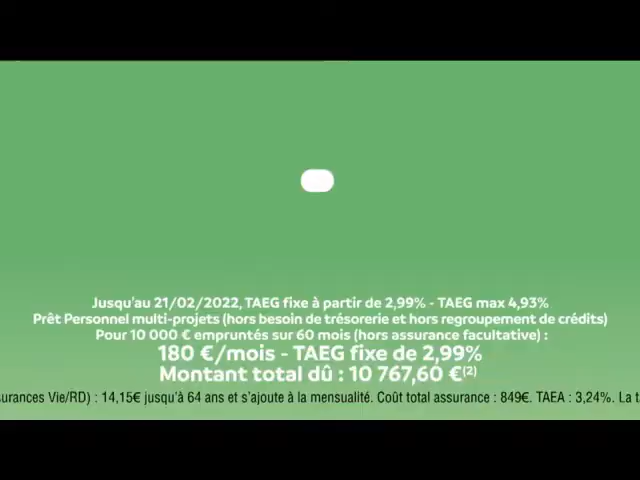 Jusqu'au 21/02/2022, TAEG fixe à partir de 2,99% - TAEG max 4,93%
Prêt Personnel multi-projets (hors besoin de trésorerie et hors regroupement de crédits)
Pour 10 000 € empruntés sur 60 mois (hors assurance facultative) :
180 €/mois - TAEG fixe de 2,99%
Montant total dû : 10 767,60 €(2)
surances Vie/RD) : 14,15€ jusqu'à 64 ans et s'ajoute à la mensualité. Coût total assurance : 849€. TAEA : 3,24%. La t